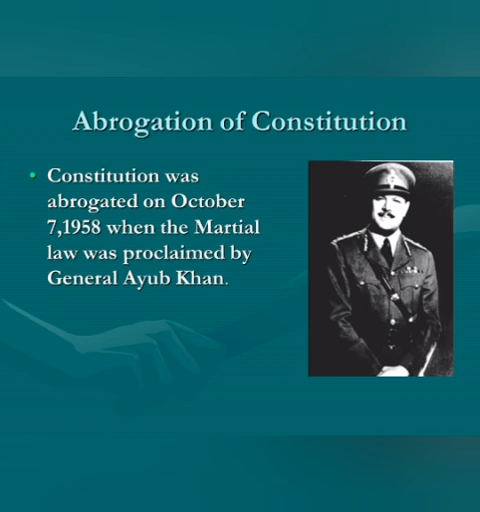 Abrogation of Constitution
• Constitution was
abrogated on October
7,1958 when the Martial
law was proclaimed by
General Ayub Khan.